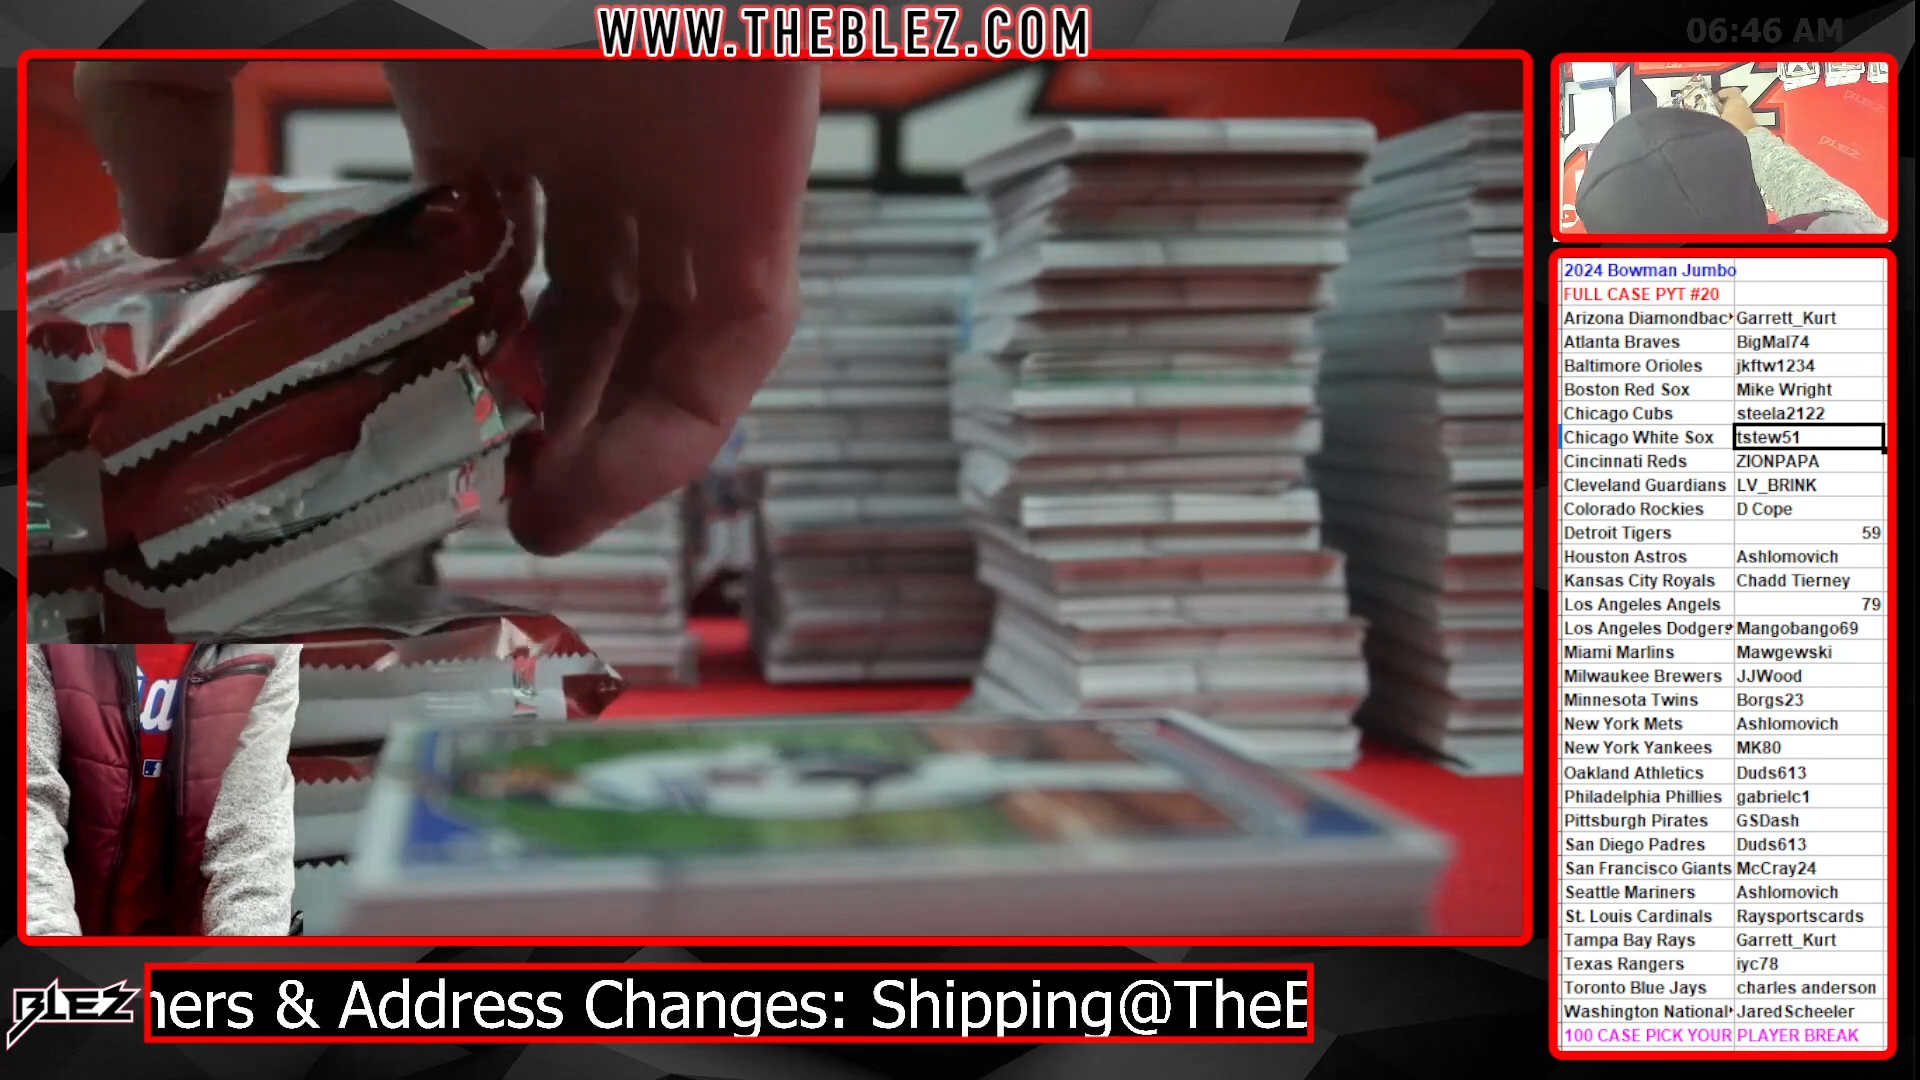 WWW.THEBLEZ.COM
06:46 AM
2024 Bowman Jumbo
FULL CASE PYT #20
Arizona Diamondbac Garrett_Kurt
Atlanta Braves BigMal74
Baltimore Orioles jkftw1234
Boston Red Sox Mike Wright
Chicago Cubs steela2122
Chicago White Sox tstew51
Cincinnati Reds ZIONPAPA
Cleveland Guardians LV_BRINK
Colorado Rockies D Cope
Detroit Tigers 59
Houston Astros Ashlomovich
Kansas City Royals Chadd Tierney
Los Angeles Angels 79
Los Angeles Dodgers Mangobango69
Miami Marlins Mawgewski
Milwaukee Brewers JJWood
Minnesota Twins Borgs23
New York Mets Ashlomovich
New York Yankees MK80
Oakland Athletics Duds613
Philadelphia Phillies gabrielc1
Pittsburgh Pirates GSDash
San Diego Padres Duds613
San Francisco Giants McCray24
Seattle Mariners Ashlomovich
St. Louis Cardinals Raysportscards
Tampa Bay Rays Garrett_Kurt
Texas Rangers iyc78
Toronto Blue Jays charles anderson
Washington National JaredScheeler
100 CASE PICK YOUR PLAYER BREAK
BLEZ
ners & Address Changes: Shipping@TheB